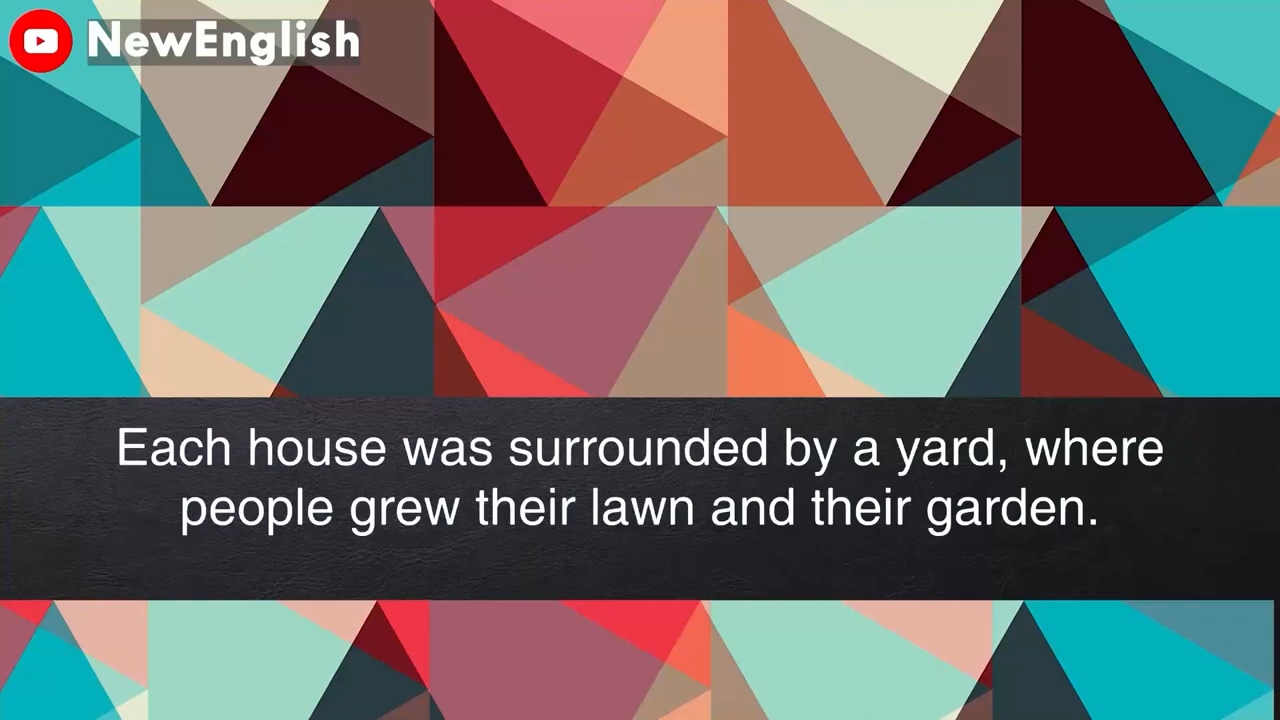 NewEnglish
Each house was surrounded by a yard, where
people grew their lawn and their garden.